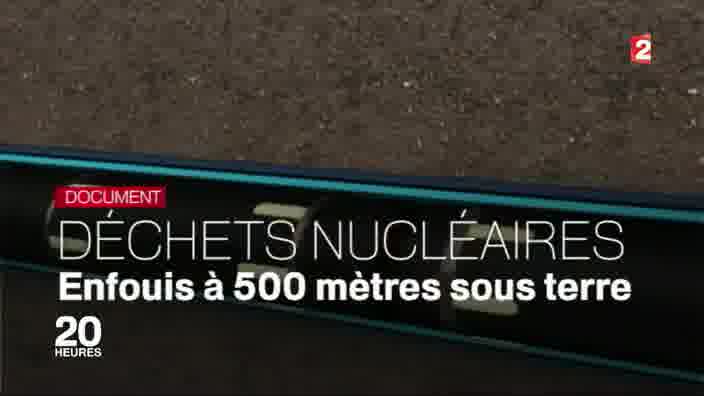 2
DOCUMENT
DÉCHETS NUCLÉAIRES
Enfouis à 500 mètres sous terre
20
HEURES